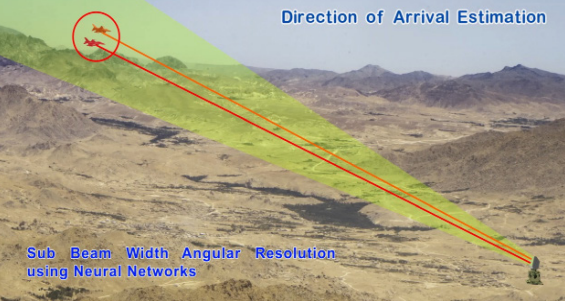 Direction of Arrival Estimation
Sub Beam Width Angular Resolution
using Neural Networks